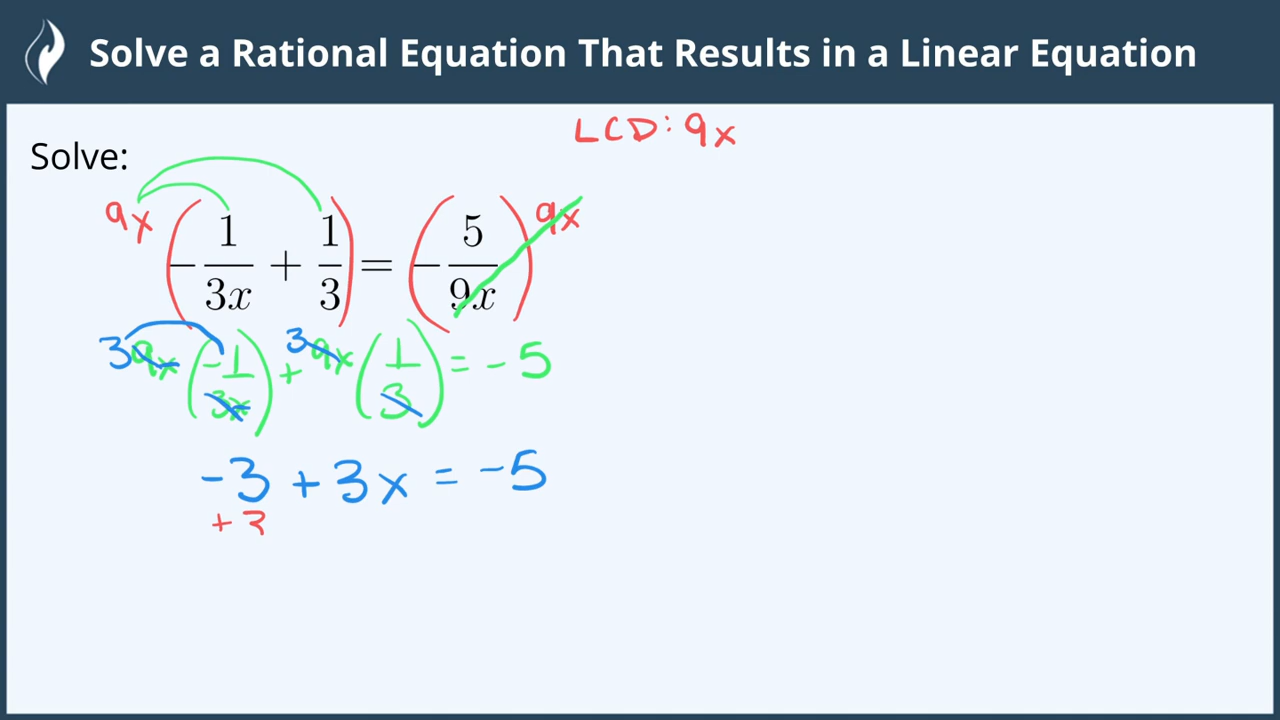 Solve a Rational Equation That Results in a Linear Equation
LCD: 9x
Solve:
9x (-1/3x + 1/3) = (-5/9x) 9x
3 9x (-1/3x) + 3 9x (1/3) = -5
-3 + 3x = -5
+3